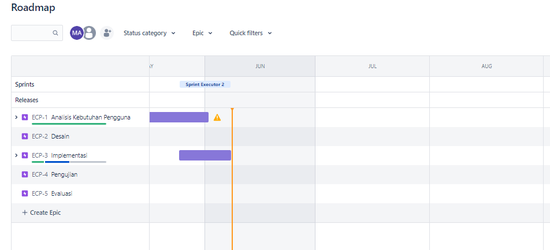 Roadmap
MA
Status category
Epic
Quick filters
JUN
JUL
AUG
Sprints
Sprint Executor 2
Releases
ECP-1 Analisis Kebutuhan Pengguna
ECP-2 Desain
ECP-3 Implementasi
ECP-4 Pengujian
ECP-5 Evaluasi
+ Create Epic